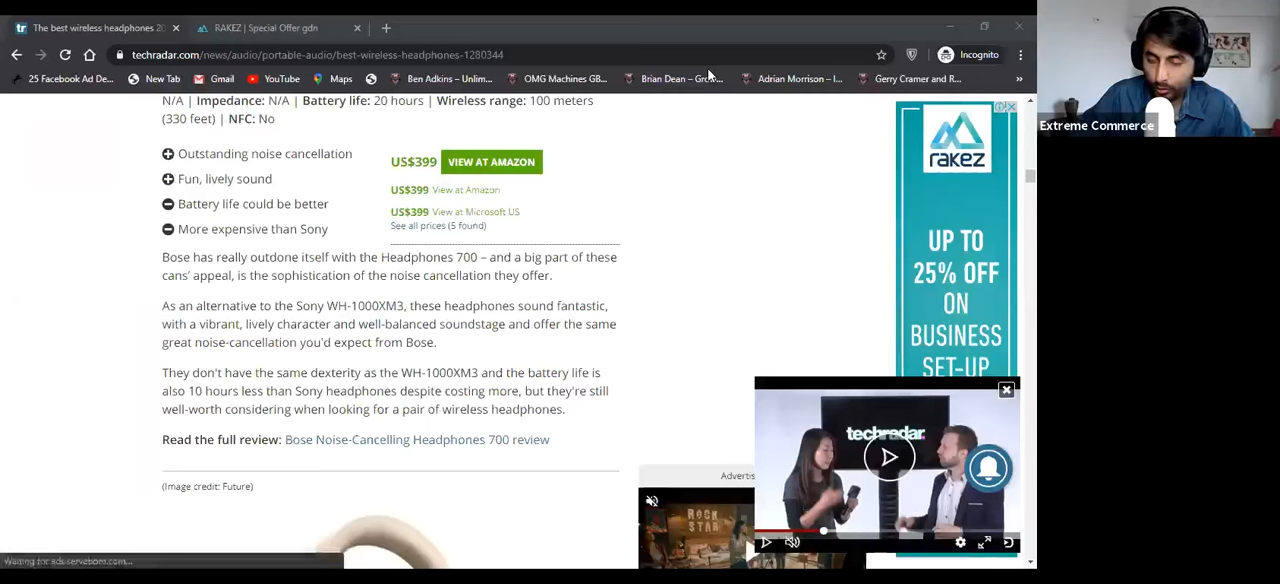 The best wireless headphones 20
RAKEZ | Special Offer gdn
techradar.com/news/audio/portable-audio/best-wireless-headphones-1280344
Incognito
25 Facebook Ad De...
New Tab
Gmail
YouTube
Maps
Ben Adkins – Unlim...
OMG Machines GB...
Brian Dean – Gro...
Adrian Morrison – I...
Gerry Cramer and R...
»
N/A | Impedance: N/A | Battery life: 20 hours | Wireless range: 100 meters
(330 feet) | NFC: No
Outstanding noise cancellation
Fun, lively sound
Battery life could be better
More expensive than Sony
US$399 VIEW AT AMAZON
US$399 View at Amazon
US$399 View at Microsoft US
See all prices (5 found)
Bose has really outdone itself with the Headphones 700 – and a big part of these
cans' appeal, is the sophistication of the noise cancellation they offer.
As an alternative to the Sony WH-1000XM3, these headphones sound fantastic,
with a vibrant, lively character and well-balanced soundstage and offer the same
great noise-cancellation you'd expect from Bose.
They don't have the same dexterity as the WH-1000XM3 and the battery life is
also 10 hours less than Sony headphones despite costing more, but they're still
well-worth considering when looking for a pair of wireless headphones.
Read the full review: Bose Noise-Cancelling Headphones 700 review
(Image credit: Future)
Waiting for ads.servebom.com...
rakez
UP TO
25% OFF
ON
BUSINESS
SET-UP
Advertis
ROCK
STAR
techradar.
Extreme Commerce